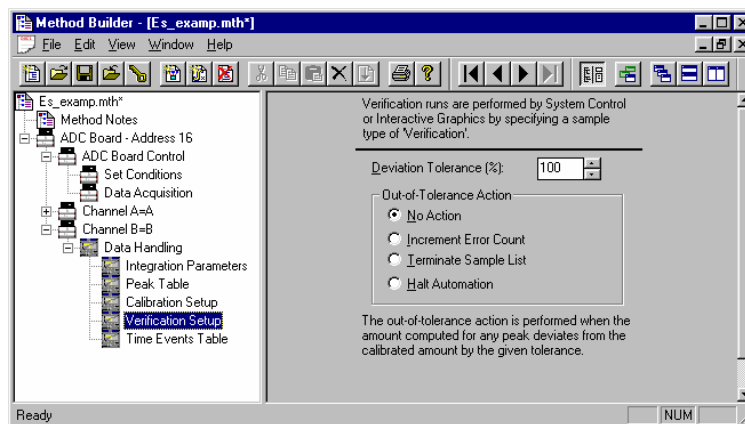 Method Builder - [Es_examp.mth*]
File Edit View Window Help
Es_examp.mth*
Method Notes
ADC Board - Address 16
ADC Board Control
Set Conditions
Data Acquisition
Channel A=A
Channel B=B
Data Handling
Integration Parameters
Peak Table
Calibration Setup
Verification Setup
Time Events Table
Verification runs are performed by System Control
or Interactive Graphics by specifying a sample
type of 'Verification'.
Deviation Tolerance (%): 100
Out-of-Tolerance Action
No Action
Increment Error Count
Terminate Sample List
Halt Automation
The out-of-tolerance action is performed when the
amount computed for any peak deviates from the
calibrated amount by the given tolerance.
Ready
NUM